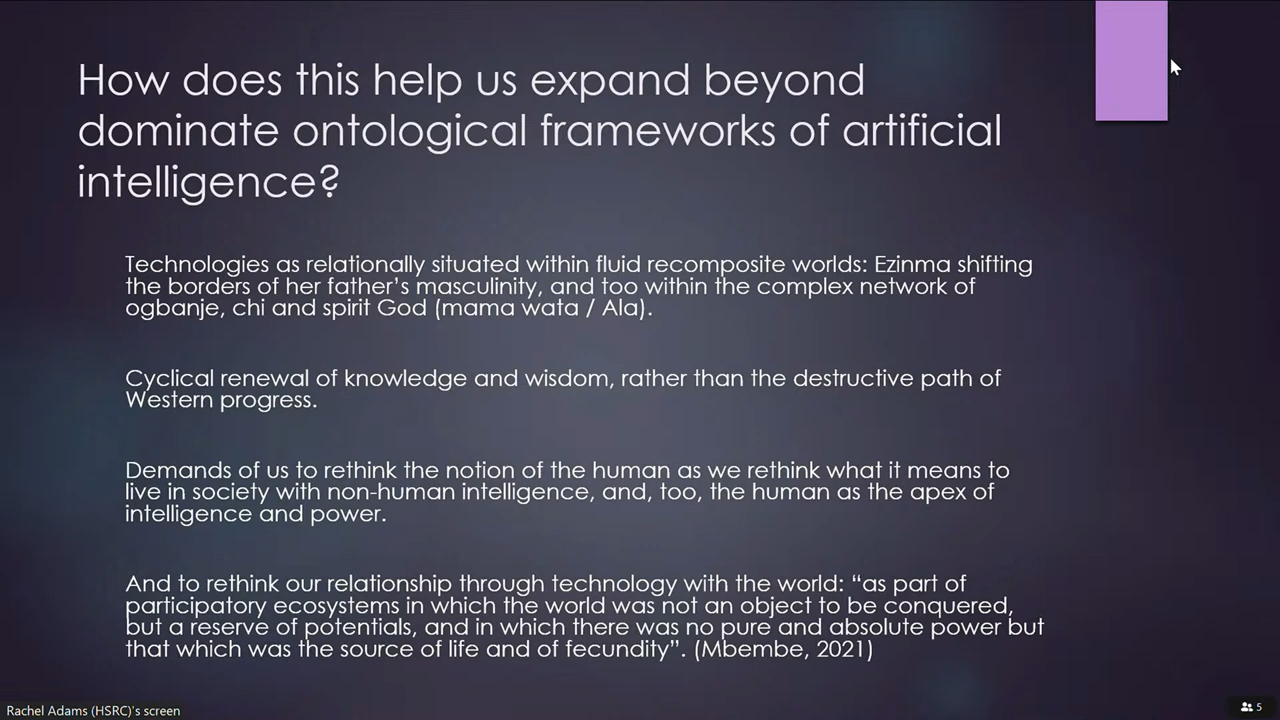 How does this help us expand beyond
dominate ontological frameworks of artificial
intelligence?
Technologies as relationally situated within fluid recomposite worlds: Ezinma shifting
the borders of her father’s masculinity, and too within the complex network of
ogbanje, chi and spirit God (mama wata / Ala).
Cyclical renewal of knowledge and wisdom, rather than the destructive path of
Western progress.
Demands of us to rethink the notion of the human as we rethink what it means to
live in society with non-human intelligence, and, too, the human as the apex of
intelligence and power.
And to rethink our relationship through technology with the world: “as part of
participatory ecosystems in which the world was not an object to be conquered,
but a reserve of potentials, and in which there was no pure and absolute power but
that which was the source of life and of fecundity”. (Mbembe, 2021)
Rachel Adams (HSRC)'s screen
5